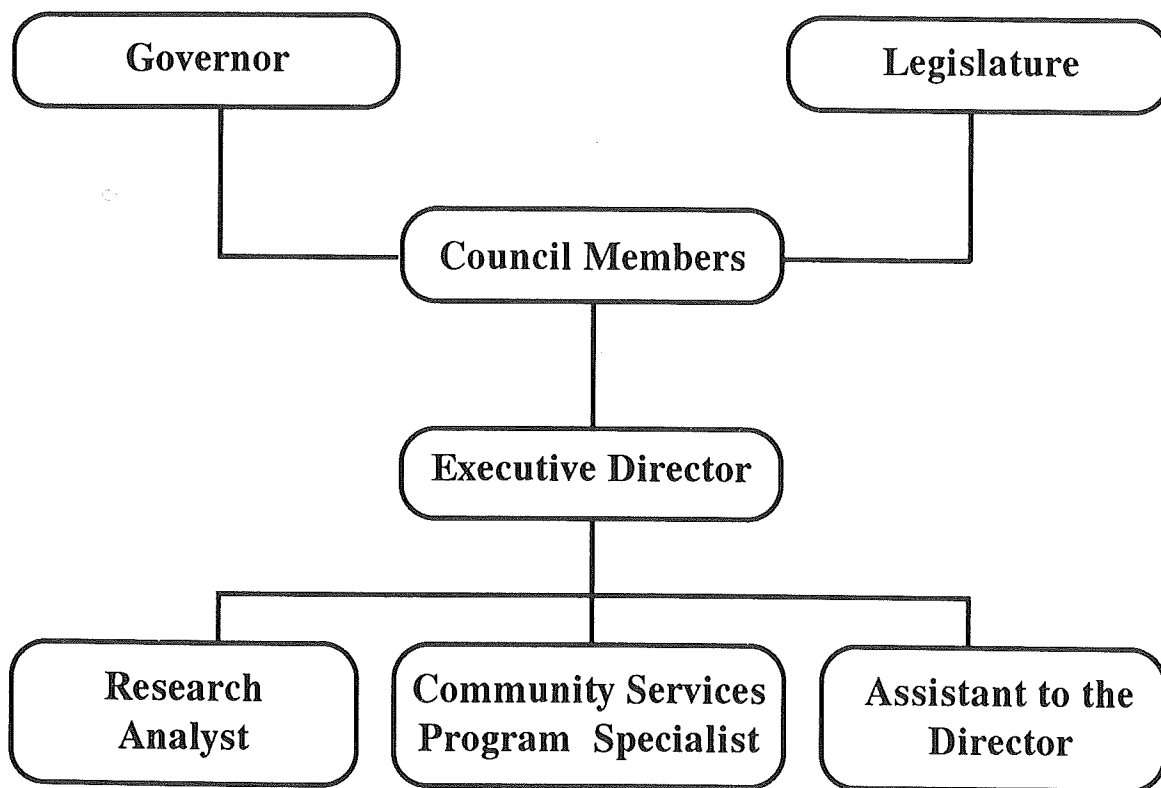 Governor
Legislature
Council Members
Executive Director
Research
Analyst
Community Services
Program Specialist
Assistant to the
Director